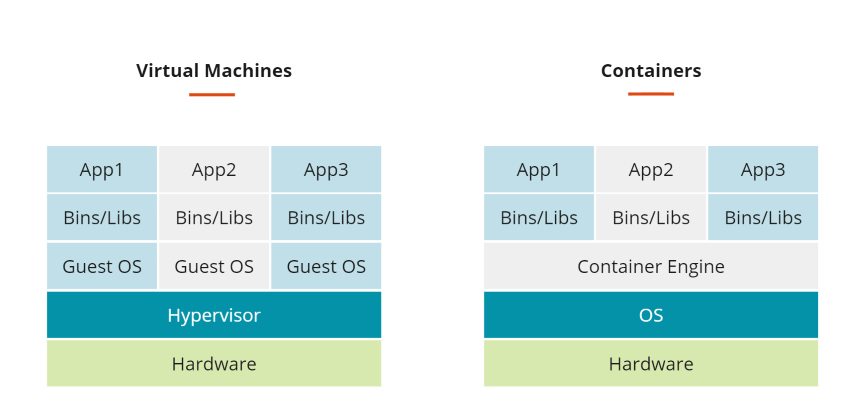 Virtual Machines
App1 App2 App3
Bins/Libs Bins/Libs Bins/Libs
Guest OS Guest OS Guest OS
Hypervisor
Hardware
Containers
App1 App2 App3
Bins/Libs Bins/Libs Bins/Libs
Container Engine
OS
Hardware